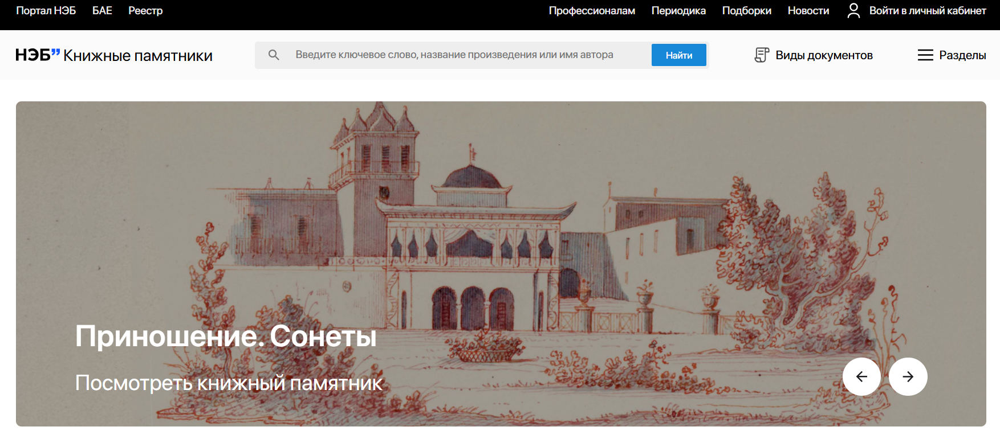 Портал НЭБ БАЕ Реестр Профессионалам Периодика Подборки Новости Войти в личный кабинет
НЭБ Книжные памятники Введите ключевое слово, название произведения или имя автора Найти Виды документов Разделы
Приношение. Сонеты
Посмотреть книжный памятник